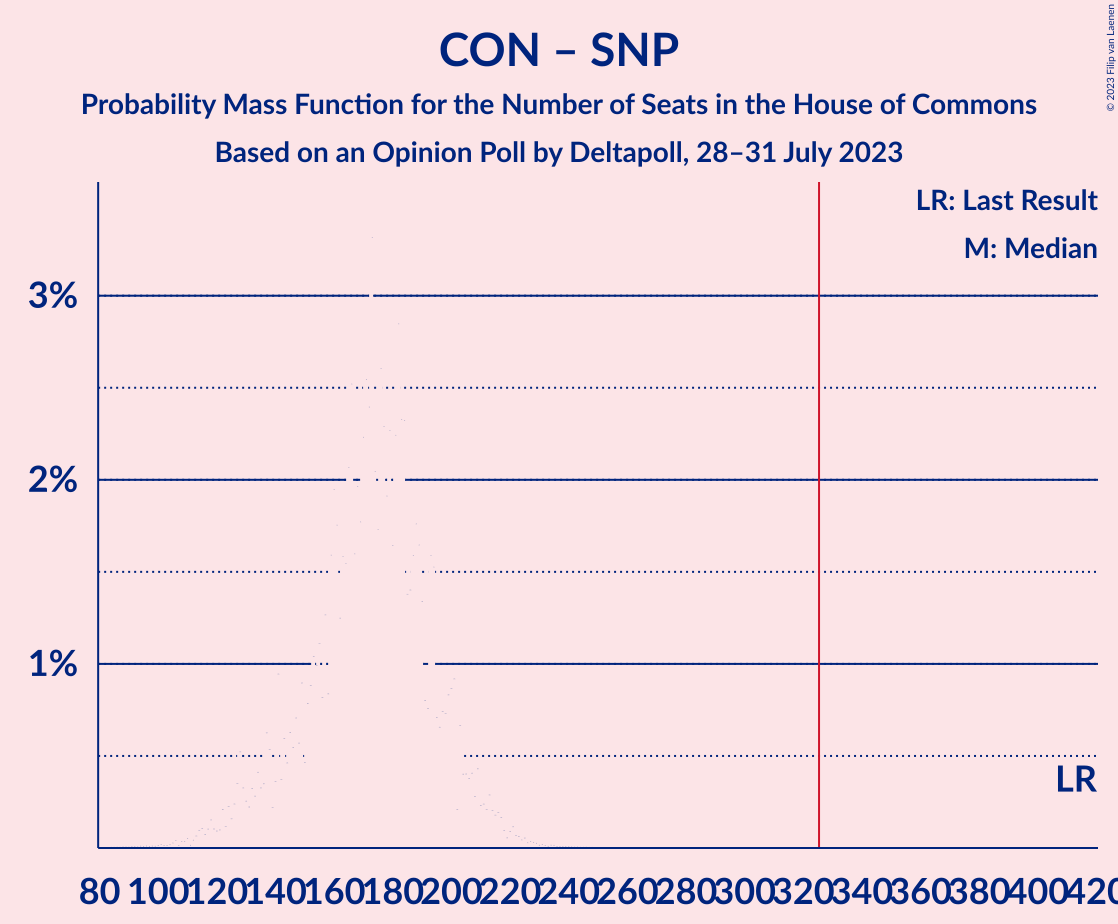 CON – SNP
Probability Mass Function for the Number of Seats in the House of Commons
Based on an Opinion Poll by Deltapoll, 28–31 July 2023
© 2023 Filip van Laenen
LR: Last Result
M: Median
3%
2%
1%
LR
80 100 120 140 160 180 200 220 240 260 280 300 320 340 360 380 400 420